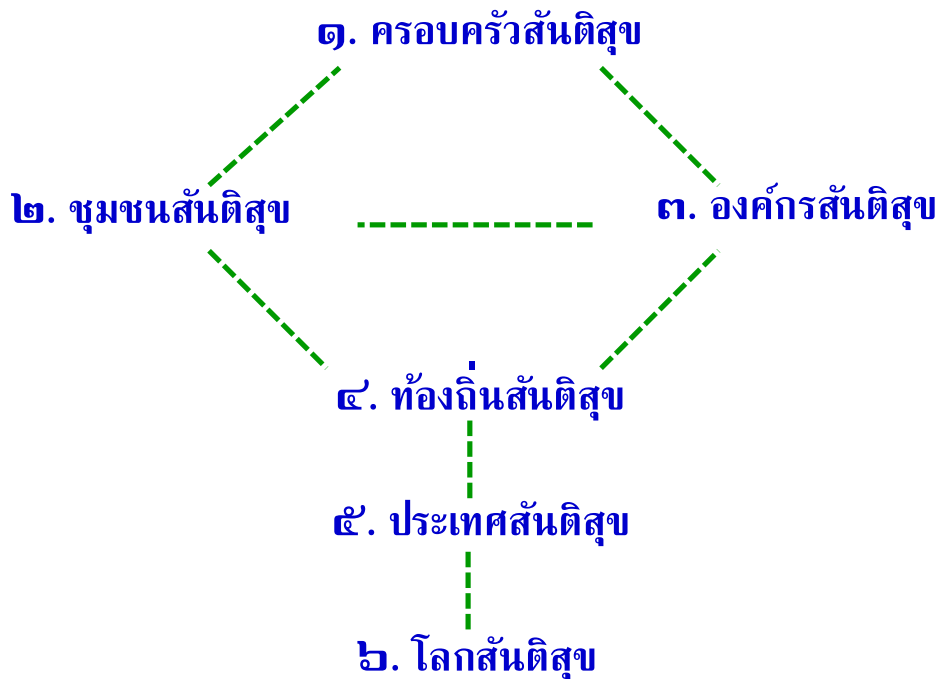 ๑. ครอบครัวสันติสุข
๒. ชุมชนสันติสุข
๓. องค์กรสันติสุข
๔. ท้องถิ่นสันติสุข
๕. ประเทศสันติสุข
๖. โลกสันติสุข